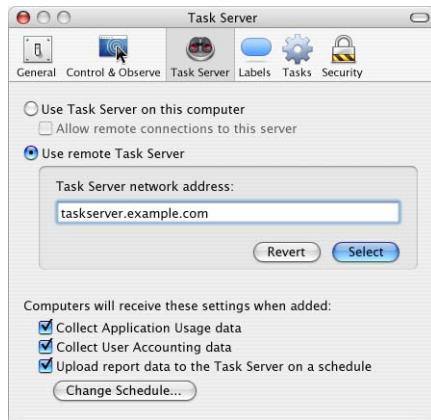 Task Server
General Control & Observe Task Server Labels Tasks Security
Use Task Server on this computer
Allow remote connections to this server
Use remote Task Server
Task Server network address:
taskserver.example.com
Revert Select
Computers will receive these settings when added:
Collect Application Usage data
Collect User Accounting data
Upload report data to the Task Server on a schedule
Change Schedule...